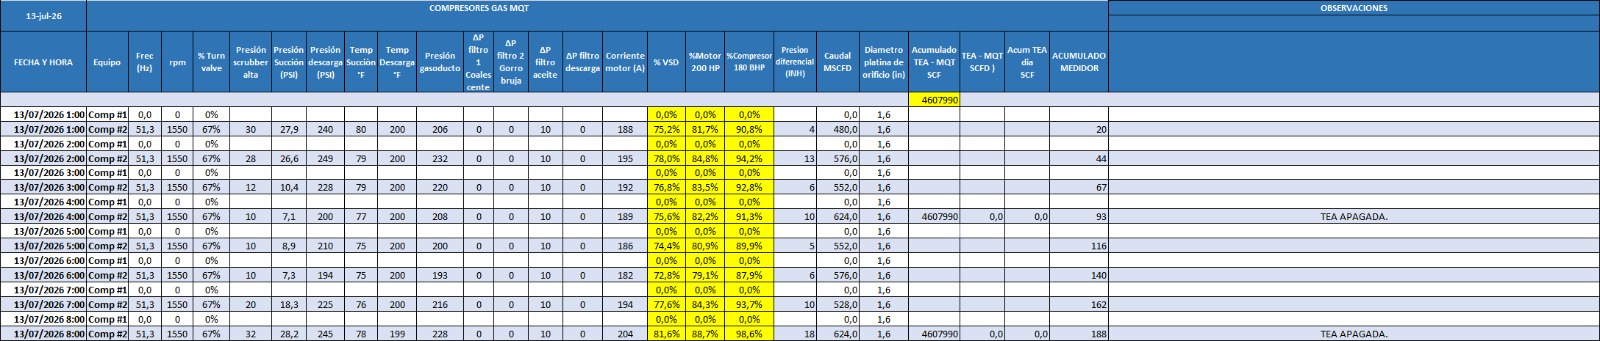 13-jul-26 COMPRESORES GAS MQT OBSERVACIONES
FECHA Y HORA Equipo Frec (Hz) rpm % Turn valve Presión scrubber alta Presión Succión (PSI) Presión descarga (PSI) Temp Succiòn °F Temp Descarga °F Presión gasoducto ΔP filtro 1 Coales cente ΔP filtro 2 Gorro bruja ΔP filtro aceite ΔP filtro descarga Corriente motor (A) % VSD %Motor 200 HP %Compresor 180 BHP Presion diferencial (INH) Caudal MSCFD Diametro platina de orificio (in) Acumulado TEA - MQT SCF TEA - MQT SCFD ) Acum TEA dia SCF ACUMULADO MEDIDOR
4607990
13/07/2026 1:00 Comp #1 0,0 0 0% 0,0% 0,0% 0,0% 0,0 1,6
13/07/2026 1:00 Comp #2 51,3 1550 67% 30 27,9 240 80 200 206 0 0 10 0 188 75,2% 81,7% 90,8% 4 480,0 1,6 20
13/07/2026 2:00 Comp #1 0,0 0 0% 0,0% 0,0% 0,0% 0,0 1,6
13/07/2026 2:00 Comp #2 51,3 1550 67% 28 26,6 249 79 200 232 0 0 10 0 195 78,0% 84,8% 94,2% 13 576,0 1,6 44
13/07/2026 3:00 Comp #1 0,0 0 0% 0,0% 0,0% 0,0% 0,0 1,6
13/07/2026 3:00 Comp #2 51,3 1550 67% 12 10,4 228 79 200 220 0 0 10 0 192 76,8% 83,5% 92,8% 6 552,0 1,6 67
13/07/2026 4:00 Comp #1 0,0 0 0% 0,0% 0,0% 0,0% 0,0 1,6
13/07/2026 4:00 Comp #2 51,3 1550 67% 10 7,1 200 77 200 208 0 0 10 0 189 75,6% 82,2% 91,3% 10 624,0 1,6 4607990 0,0 0,0 93 TEA APAGADA.
13/07/2026 5:00 Comp #1 0,0 0 0% 0,0% 0,0% 0,0% 0,0 1,6
13/07/2026 5:00 Comp #2 51,3 1550 67% 10 8,9 210 75 200 200 0 0 10 0 186 74,4% 80,9% 89,9% 5 552,0 1,6 116
13/07/2026 6:00 Comp #1 0,0 0 0% 0,0% 0,0% 0,0% 0,0 1,6
13/07/2026 6:00 Comp #2 51,3 1550 67% 10 7,3 194 75 200 193 0 0 10 0 182 72,8% 79,1% 87,9% 6 576,0 1,6 140
13/07/2026 7:00 Comp #1 0,0 0 0% 0,0% 0,0% 0,0% 0,0 1,6
13/07/2026 7:00 Comp #2 51,3 1550 67% 20 18,3 225 76 200 216 0 0 10 0 194 77,6% 84,3% 93,7% 10 528,0 1,6 162
13/07/2026 8:00 Comp #1 0,0 0 0% 0,0% 0,0% 0,0% 0,0 1,6
13/07/2026 8:00 Comp #2 51,3 1550 67% 32 28,2 245 78 199 228 0 0 10 0 204 81,6% 88,7% 98,6% 18 624,0 1,6 4607990 0,0 0,0 188 TEA APAGADA.